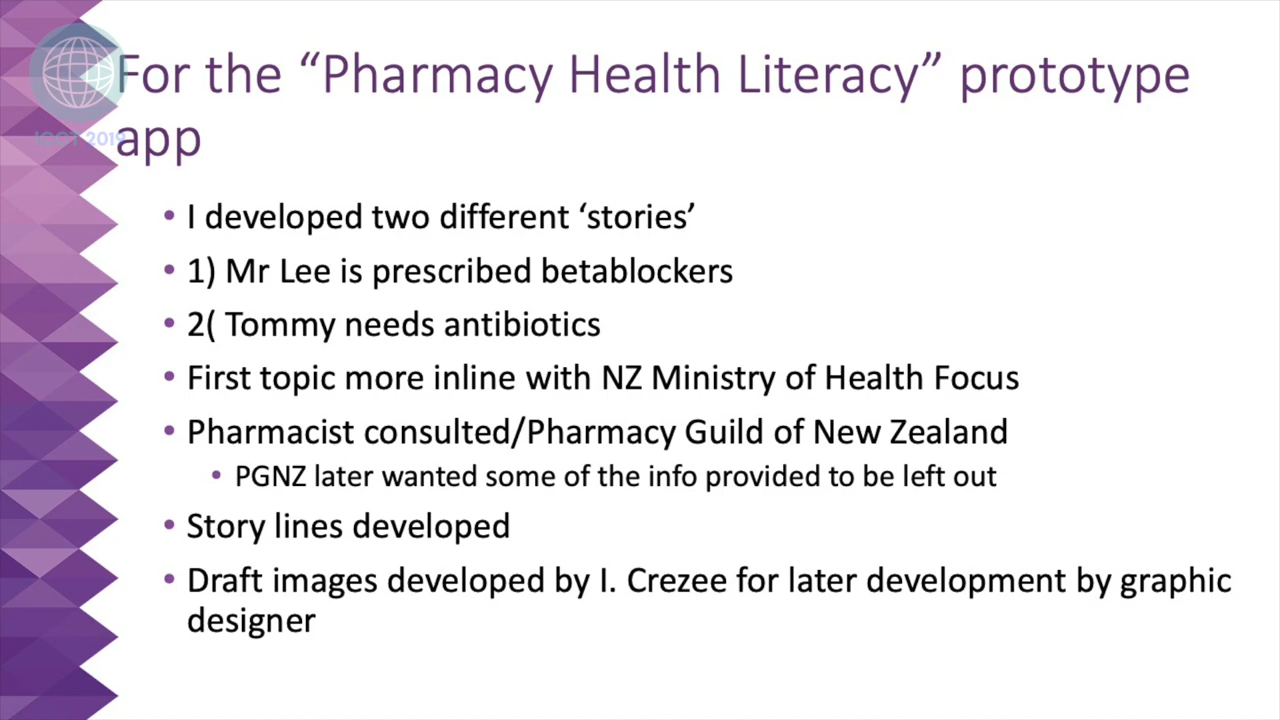 For the “Pharmacy Health Literacy” prototype
app
ICCT 2019
• I developed two different ‘stories’
• 1) Mr Lee is prescribed betablockers
• 2( Tommy needs antibiotics
• First topic more inline with NZ Ministry of Health Focus
• Pharmacist consulted/Pharmacy Guild of New Zealand
• PGNZ later wanted some of the info provided to be left out
• Story lines developed
• Draft images developed by I. Crezee for later development by graphic
designer